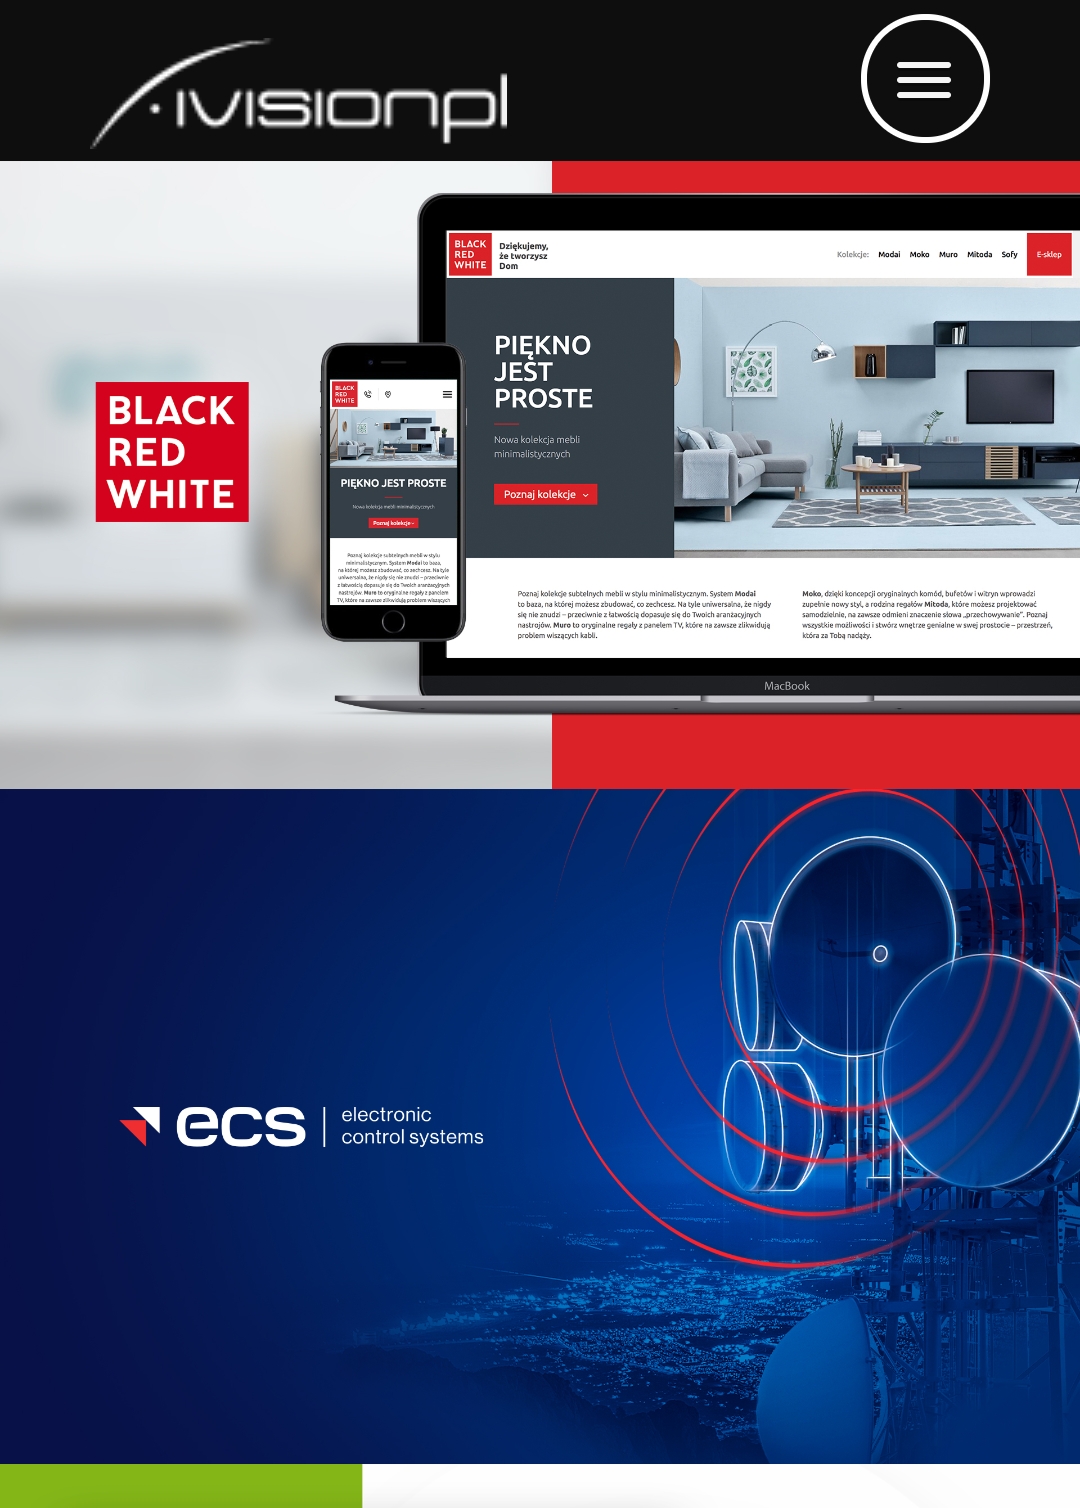 ivisionpl
BLACK
RED
WHITE
BLACK
RED
WHITE
Dziękujemy,
że tworzysz
Dom
Kolekcje: Modai Moko Muro Mitoda Sofy E-sklep
PIĘKNO
JEST
PROSTE
Nowa kolekcja mebli
minimalistycznych
Poznaj kolekcje
Poznaj kolekcje subtelnych mebli w stylu minimalistycznym. System Modai
to baza, na której możesz zbudować, co zechcesz. Na tyle uniwersalna, że nigdy
się nie znudzi – przeciwnie z łatwością dopasuje się do Twoich aranżacyjnych
nastrojów. Muro to oryginalne regały z panelem TV, które na zawsze zlikwidują
problem wiszących kabli.
Moko, dzięki koncepcji oryginalnych komód, bufetów i witryn wprowadzi
zupełnie nowy styl, a rodzina regałów Mitoda, które możesz projektować
samodzielnie, na zawsze odmieni znaczenie słowa „przechowywanie”. Poznaj
wszystkie możliwości i stwórz wnętrze genialne w swej prostocie – przestrzeń,
która za Tobą nadąży.
MacBook
BLACK
RED
WHITE
PIĘKNO JEST PROSTE
Nowa kolekcja mebli minimalistycznych
Poznaj kolekcje
Poznaj kolekcje subtelnych mebli w stylu
minimalistycznym. System Modai to baza,
na której możesz zbudować, co zechcesz. Na tyle
uniwersalna, że nigdy się nie znudzi – przeciwnie
z łatwością dopasuje się do Twoich aranżacyjnych
nastrojów. Muro to oryginalne regały z panelem
TV, które na zawsze zlikwidują problem wiszących
ecs
electronic
control systems